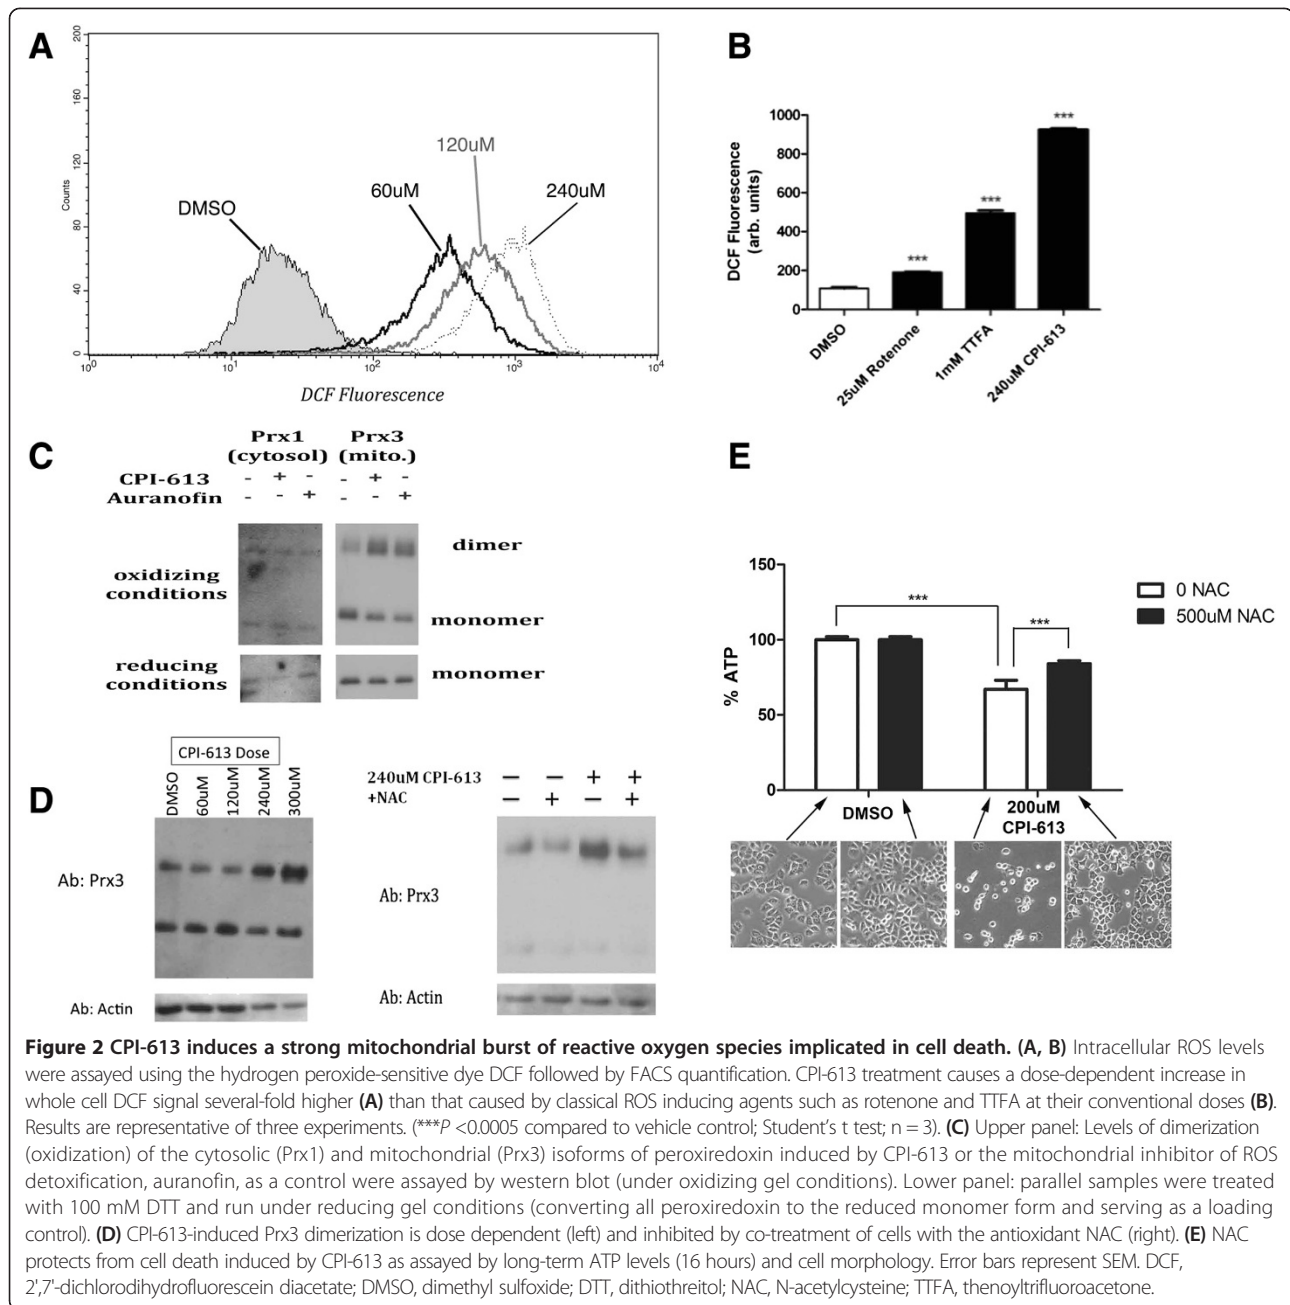 A
200
160
120
80
40
0
Counts
DMSO
60uM
120uM
240uM
10⁰
10¹
10²
10³
10⁴
DCF Fluorescence
B
DCF Fluorescence
(arb. units)
1000
800
600
400
200
0
***
***
***
DMSO
25uM Rotenone
1mM TTFA
240uM CPI-613
C
Prx1
(cytosol)
Prx3
(mito.)
CPI-613 - + - - + -
Auranofin - - + - - +
oxidizing
conditions
dimer
monomer
reducing
conditions
monomer
D
CPI-613 Dose
DMSO
60uM
120uM
240uM
300uM
Ab: Prx3
Ab: Actin
240uM CPI-613 — — + +
+NAC — + — +
Ab: Prx3
Ab: Actin
E
% ATP
150
100
50
0
***
***
0 NAC
500uM NAC
DMSO
200uM
CPI-613
Figure 2 CPI-613 induces a strong mitochondrial burst of reactive oxygen species implicated in cell death. (A, B) Intracellular ROS levels
were assayed using the hydrogen peroxide-sensitive dye DCF followed by FACS quantification. CPI-613 treatment causes a dose-dependent increase in
whole cell DCF signal several-fold higher (A) than that caused by classical ROS inducing agents such as rotenone and TTFA at their conventional doses (B).
Results are representative of three experiments. (***P <0.0005 compared to vehicle control; Student's t test; n = 3). (C) Upper panel: Levels of dimerization
(oxidization) of the cytosolic (Prx1) and mitochondrial (Prx3) isoforms of peroxiredoxin induced by CPI-613 or the mitochondrial inhibitor of ROS
detoxification, auranofin, as a control were assayed by western blot (under oxidizing gel conditions). Lower panel: parallel samples were treated
with 100 mM DTT and run under reducing gel conditions (converting all peroxiredoxin to the reduced monomer form and serving as a loading
control). (D) CPI-613-induced Prx3 dimerization is dose dependent (left) and inhibited by co-treatment of cells with the antioxidant NAC (right). (E) NAC
protects from cell death induced by CPI-613 as assayed by long-term ATP levels (16 hours) and cell morphology. Error bars represent SEM. DCF,
2',7'-dichlorodihydrofluorescein diacetate; DMSO, dimethyl sulfoxide; DTT, dithiothreitol; NAC, N-acetylcysteine; TTFA, thenoyltrifluoroacetone.